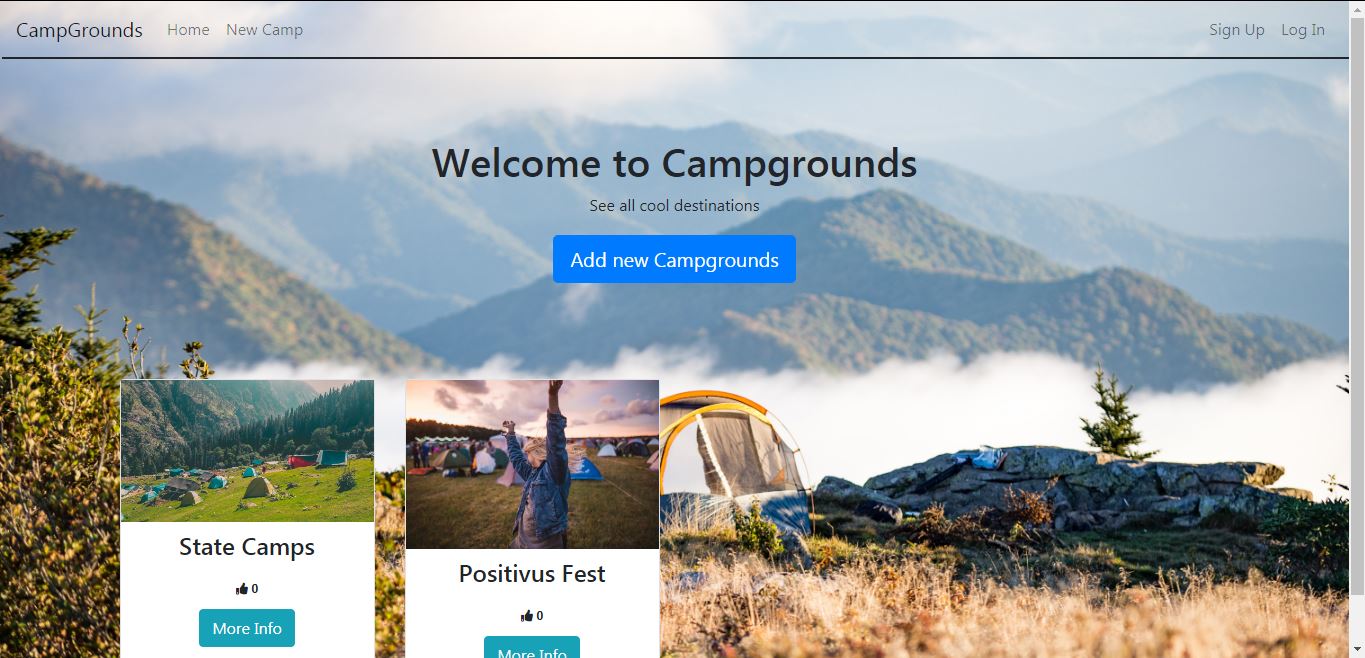 CampGrounds Home New Camp Sign Up Log In
Welcome to Campgrounds
See all cool destinations
Add new Campgrounds
State Camps
0
More Info
Positivus Fest
0
More Info